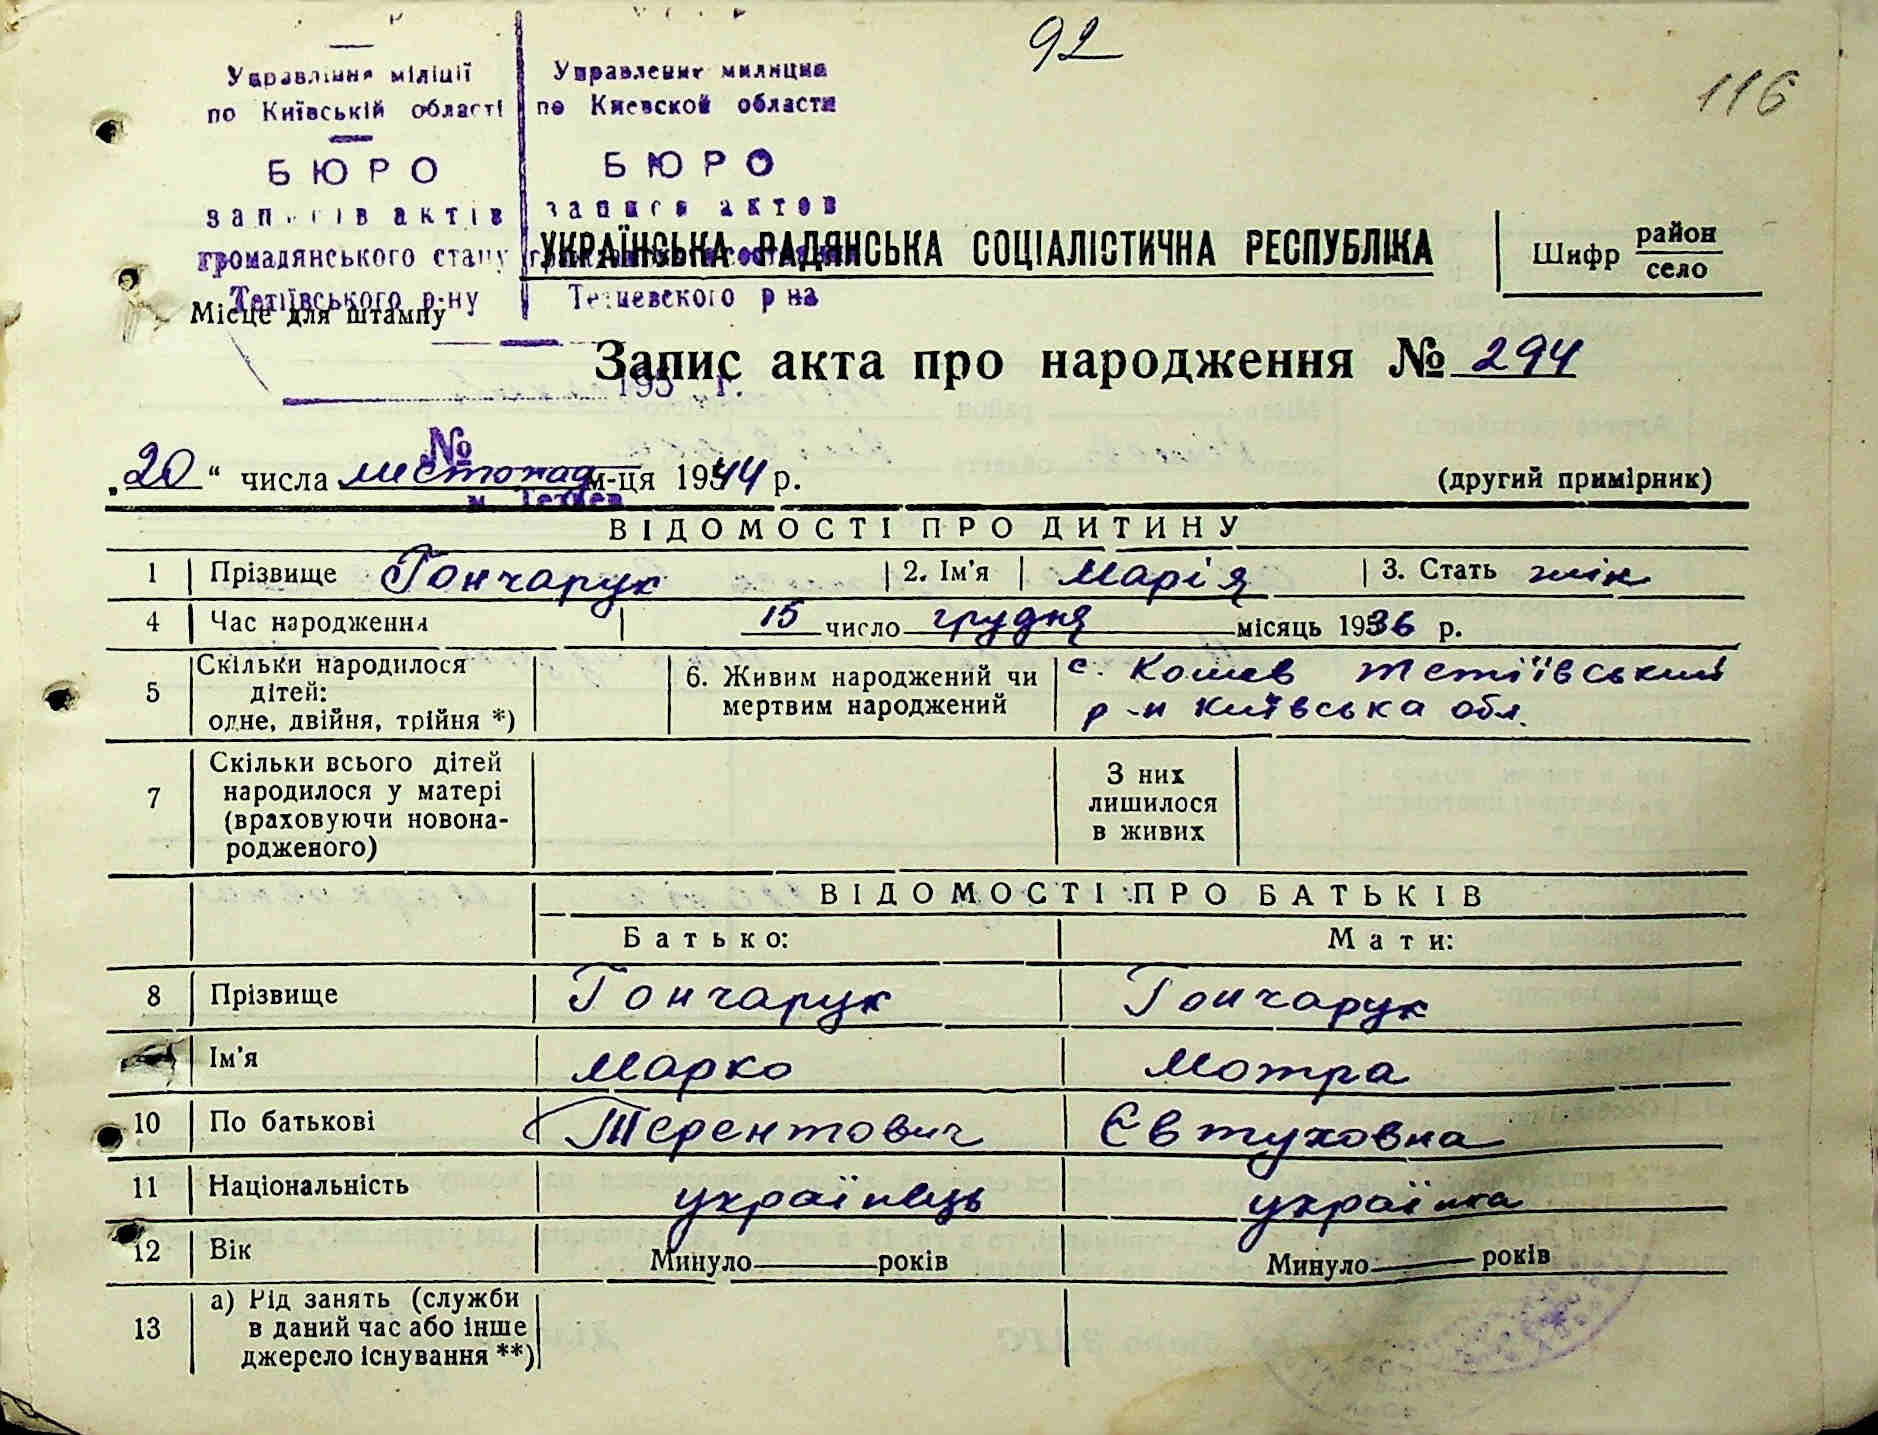 92
116
Управління міліції
по Київській області
БЮРО
записів актів
громадянського стану
Тетіївського р-ну
Управление милиции
по Киевской области
БЮРО
записи актов
Тетиевского р на
УКРАЇНСЬКА РАДЯНСЬКА СОЦІАЛІСТИЧНА РЕСПУБЛІКА
Шифр район
село
Місце для штампу
Запис акта про народження № 294
195 г.
№
м. Тетиев
„20“ числа листопад м-ця 1944 р.
(другий примірник)
ВІДОМОСТІ ПРО ДИТИНУ
1 Прізвище Гончарук 2. Ім'я Марія 3. Стать жін
4 Час народження 15 число грудня місяць 1936 р.
5 Скільки народилося дітей: одне, двійня, трійня *)
6. Живим народжений чи мертвим народжений
с. Кошев Тетіївський
р-н Київська обл.
7 Скільки всього дітей народилося у матері (враховуючи новонародженого)
З них лишилося в живих
ВІДОМОСТІ ПРО БАТЬКІВ
Батько: Мати:
8 Прізвище Гончарук Гончарук
Ім'я Марко Мотра
10 По батькові Терентович Євтуховна
11 Національність українець українка
12 Вік Минуло років Минуло років
13 а) Рід занять (служби
в даний час або інше
джерело існування **)